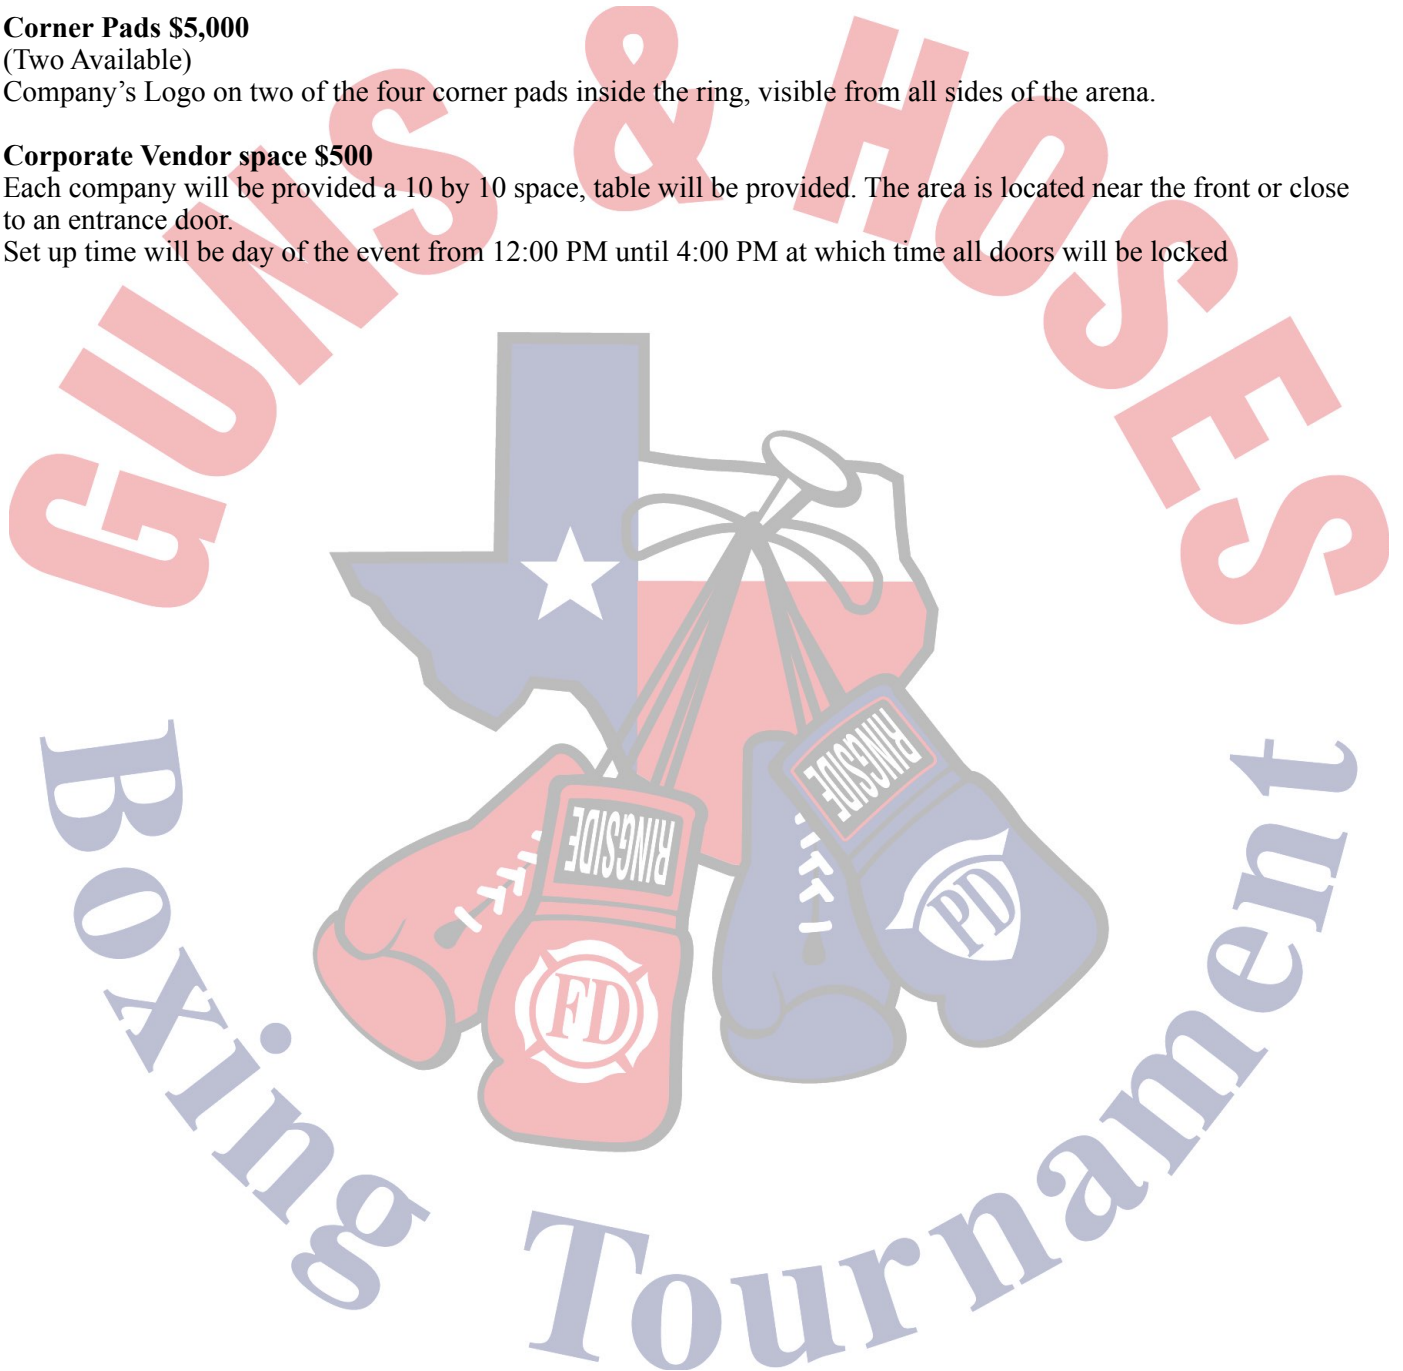 Corner Pads $5,000
(Two Available)
Company’s Logo on two of the four corner pads inside the ring, visible from all sides of the arena.
Corporate Vendor space $500
Each company will be provided a 10 by 10 space, table will be provided. The area is located near the front or close
to an entrance door.
Set up time will be day of the event from 12:00 PM until 4:00 PM at which time all doors will be locked
GUNS & HOSES
RINGSIDE
RINGSIDE
PD
FD
Boxing Tournament